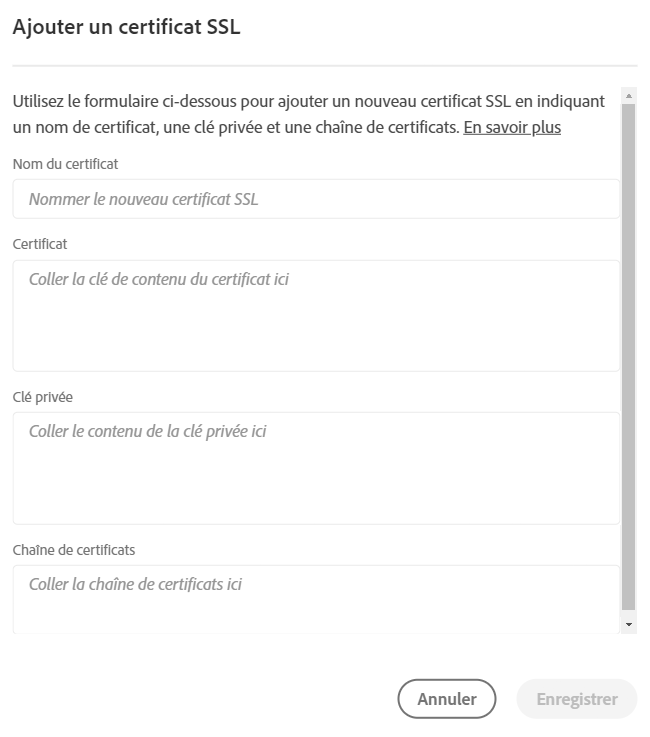 Ajouter un certificat SSL
Utilisez le formulaire ci-dessous pour ajouter un nouveau certificat SSL en indiquant
un nom de certificat, une clé privée et une chaîne de certificats. En savoir plus
Nom du certificat
Nommer le nouveau certificat SSL
Certificat
Coller la clé de contenu du certificat ici
Clé privée
Coller le contenu de la clé privée ici
Chaîne de certificats
Coller la chaîne de certificats ici
Annuler Enregistrer